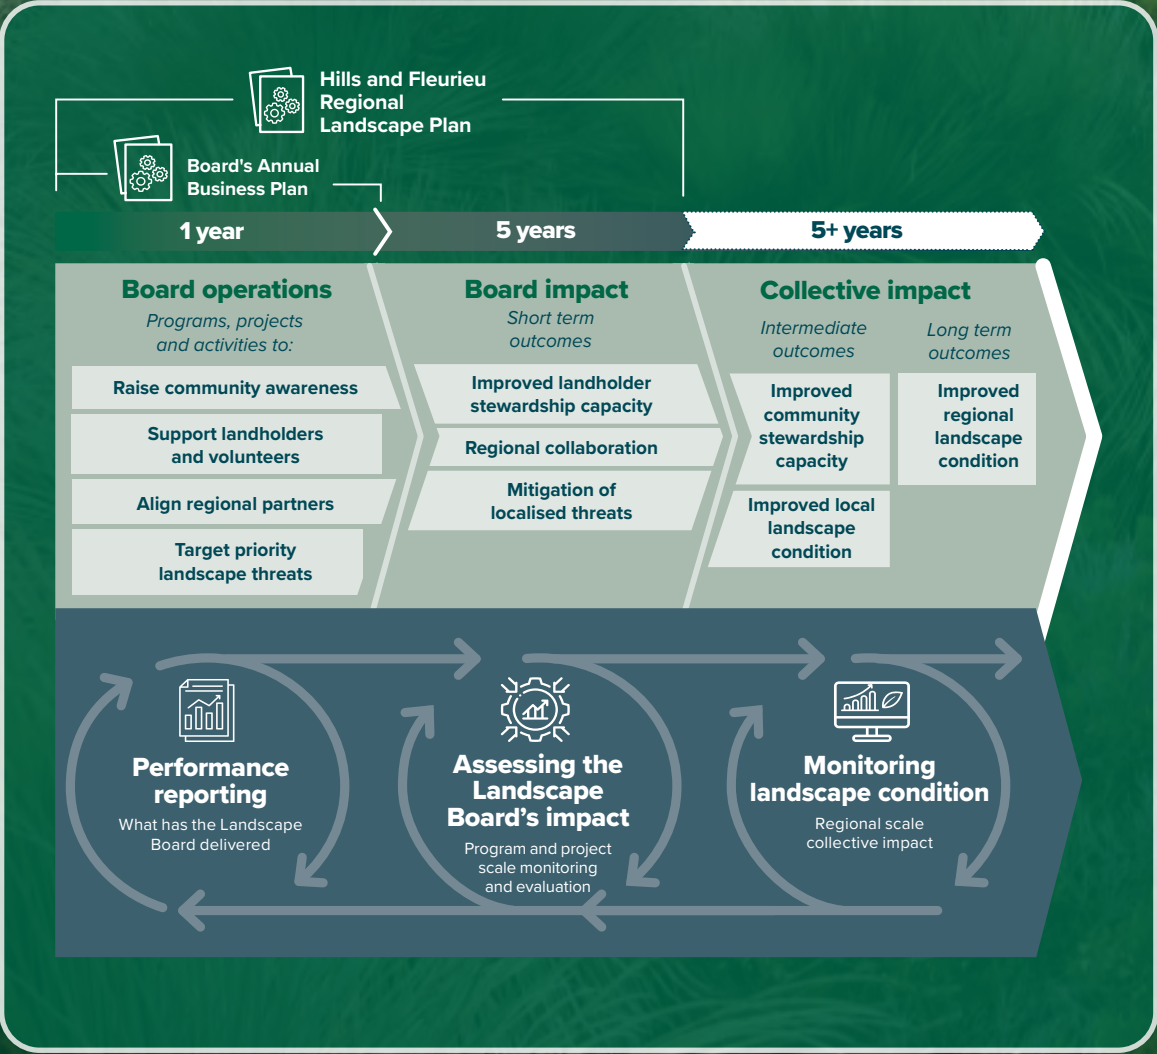 Hills and Fleurieu
Regional
Landscape Plan
Board's Annual
Business Plan
1 year
5 years
5+ years
Board operations
Programs, projects
and activities to:
Raise community awareness
Support landholders
and volunteers
Align regional partners
Target priority
landscape threats
Board impact
Short term
outcomes
Improved landholder
stewardship capacity
Regional collaboration
Mitigation of
localised threats
Collective impact
Intermediate
outcomes
Improved
community
stewardship
capacity
Improved local
landscape
condition
Long term
outcomes
Improved
regional
landscape
condition
Performance
reporting
What has the Landscape
Board delivered
Assessing the
Landscape
Board’s impact
Program and project
scale monitoring
and evaluation
Monitoring
landscape condition
Regional scale
collective impact